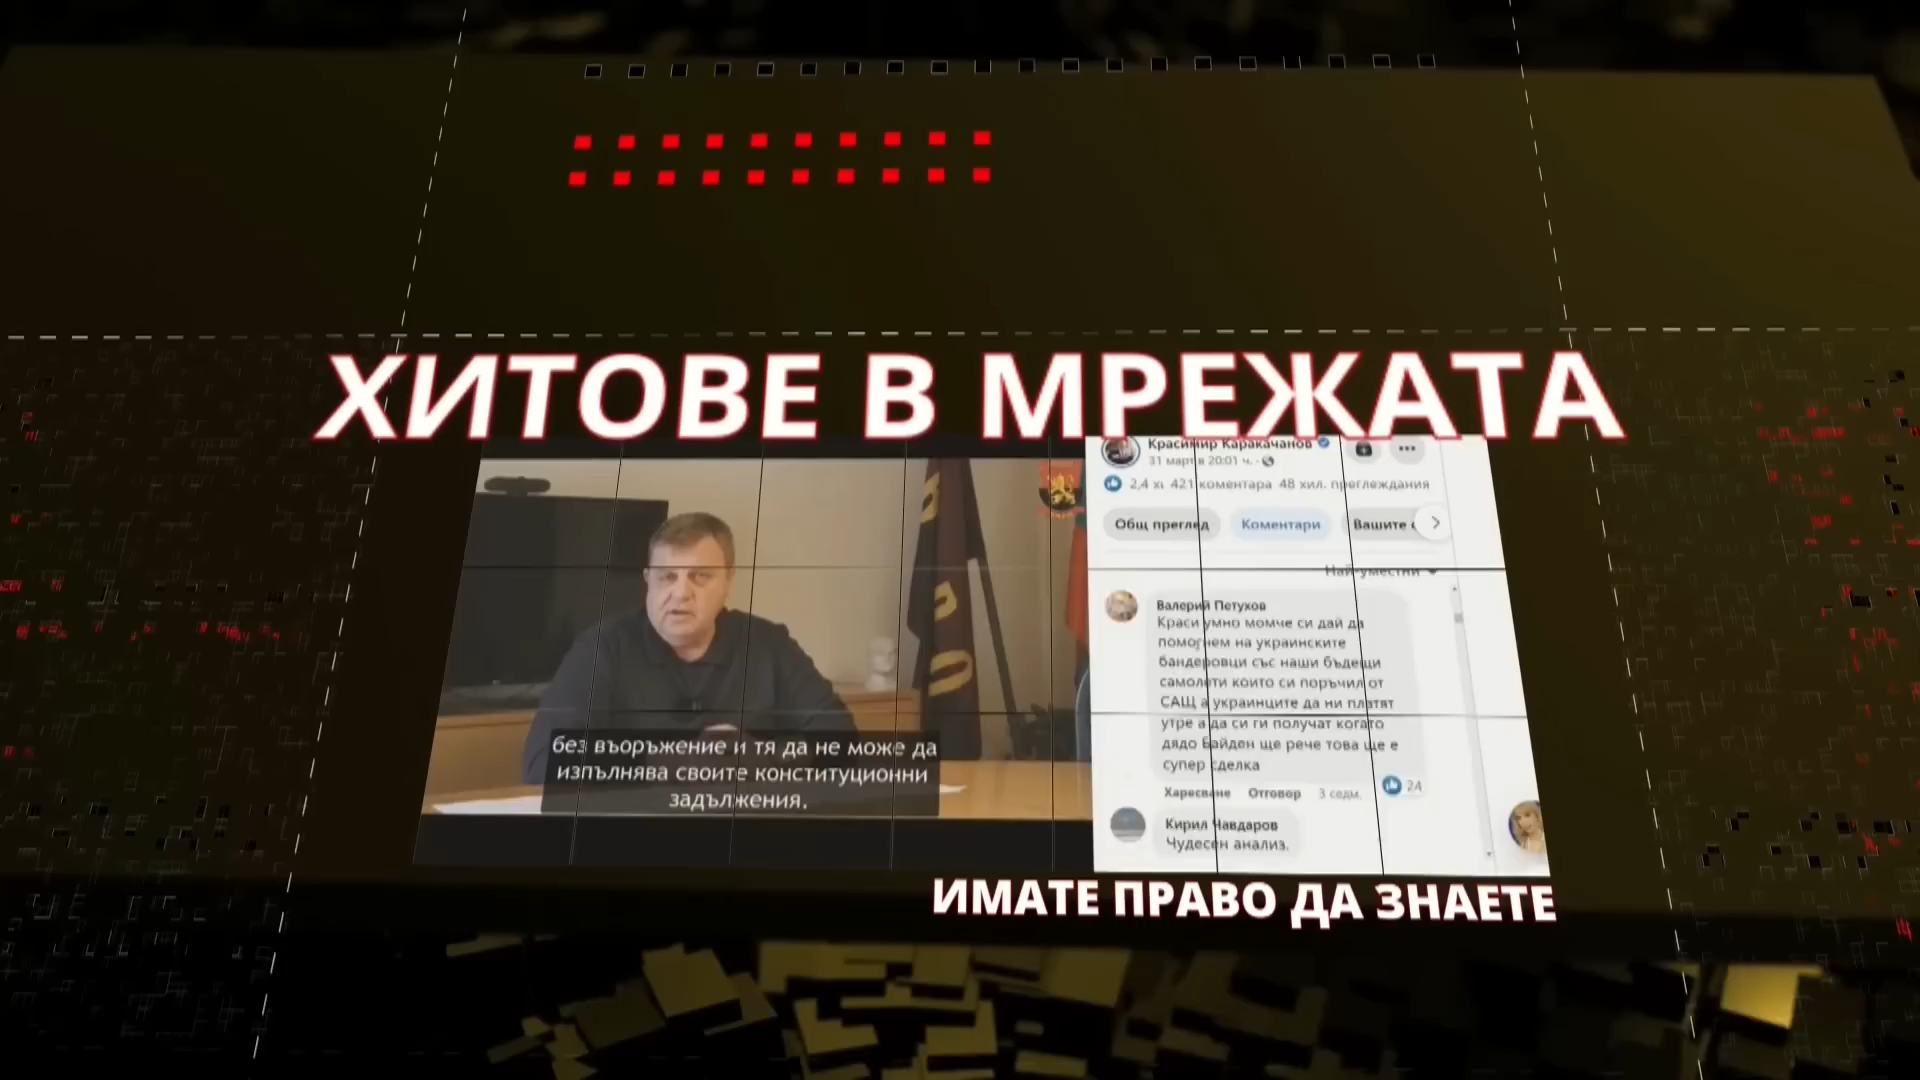 ХИТОВЕ В МРЕЖАТА
Красимир Каракачанов
31 март в 20:01 ч. ·
2,4 хи 421 коментара 48 хил. преглеждания
Общ преглед Коментари Вашите
Най-уместни
Валерий Петухов
Краси умно момче си дай да
помогнем на украинските
бандеровци със наши бъдещи
самолети които си поръчил от
САЩ а украинците да ни платят
утре а да си ги получат когато
дядо Байден ще рече това ще е
супер сделка
Харесване Отговор 3 седм. 24
Кирил Чавдаров
Чудесен анализ.
без въоръжение и тя да не може да
изпълнява своите конституционни
задължения.
ИМАТЕ ПРАВО ДА ЗНАЕТЕ